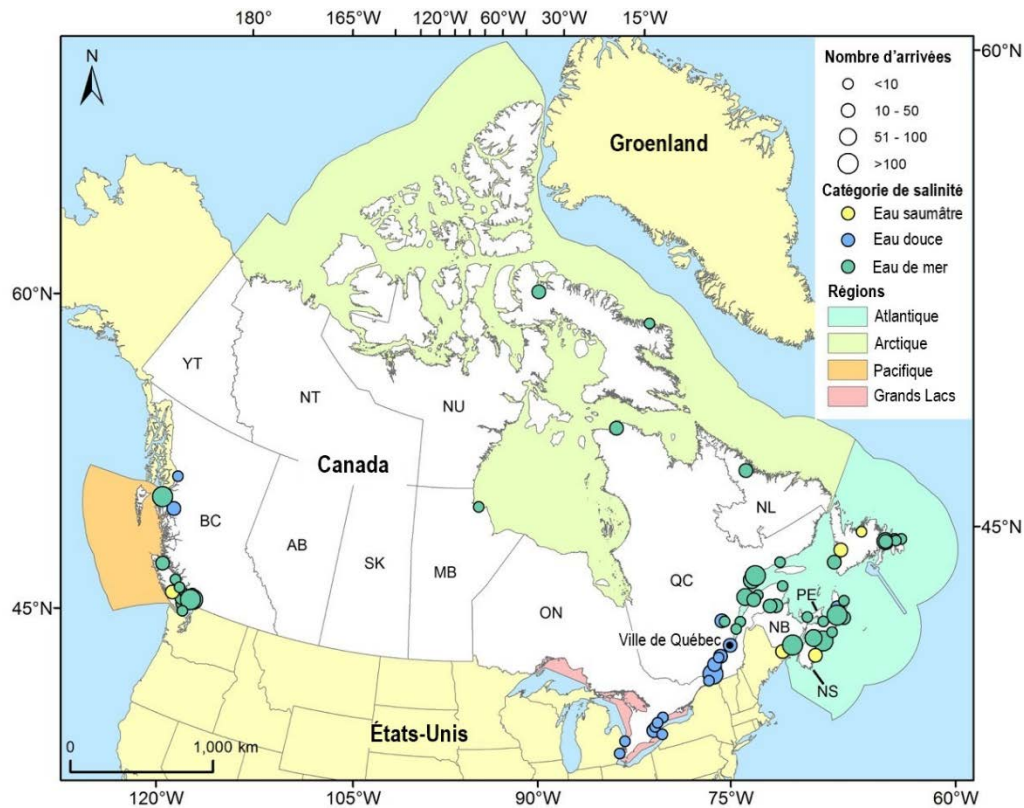 180° 165°W 120°W 60°W 30°W 15°W
60°N
N
Nombre d'arrivées
<10
10 - 50
51 - 100
>100
Catégorie de salinité
Eau saumâtre
Eau douce
Eau de mer
Règions
Atlantique
Arctique
Pacifique
Grands Lacs
Groenland
60°N
YT
NT
NU
Canada
BC
AB
SK
MB
ON
QC
NL
45°N
45°N
PE
NB
Ville de Québec
NS
États-Unis
0 1,000 km
120°W 105°W 90°W 75°W 60°W